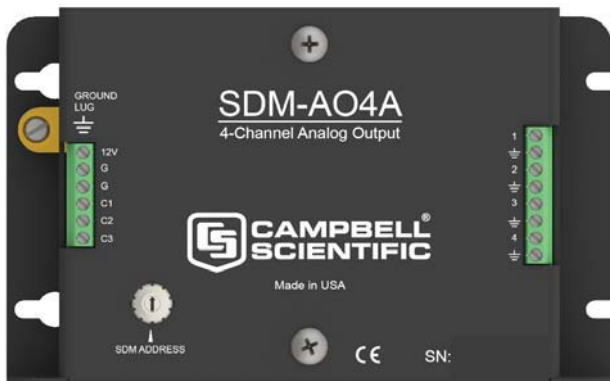 GROUND
LUG
12V
G
G
C1
C2
C3
SDM-AO4A
4-Channel Analog Output
1
2
3
4
CS
CAMPBELL®
SCIENTIFIC
Made in USA
SDM ADDRESS
CE
SN: